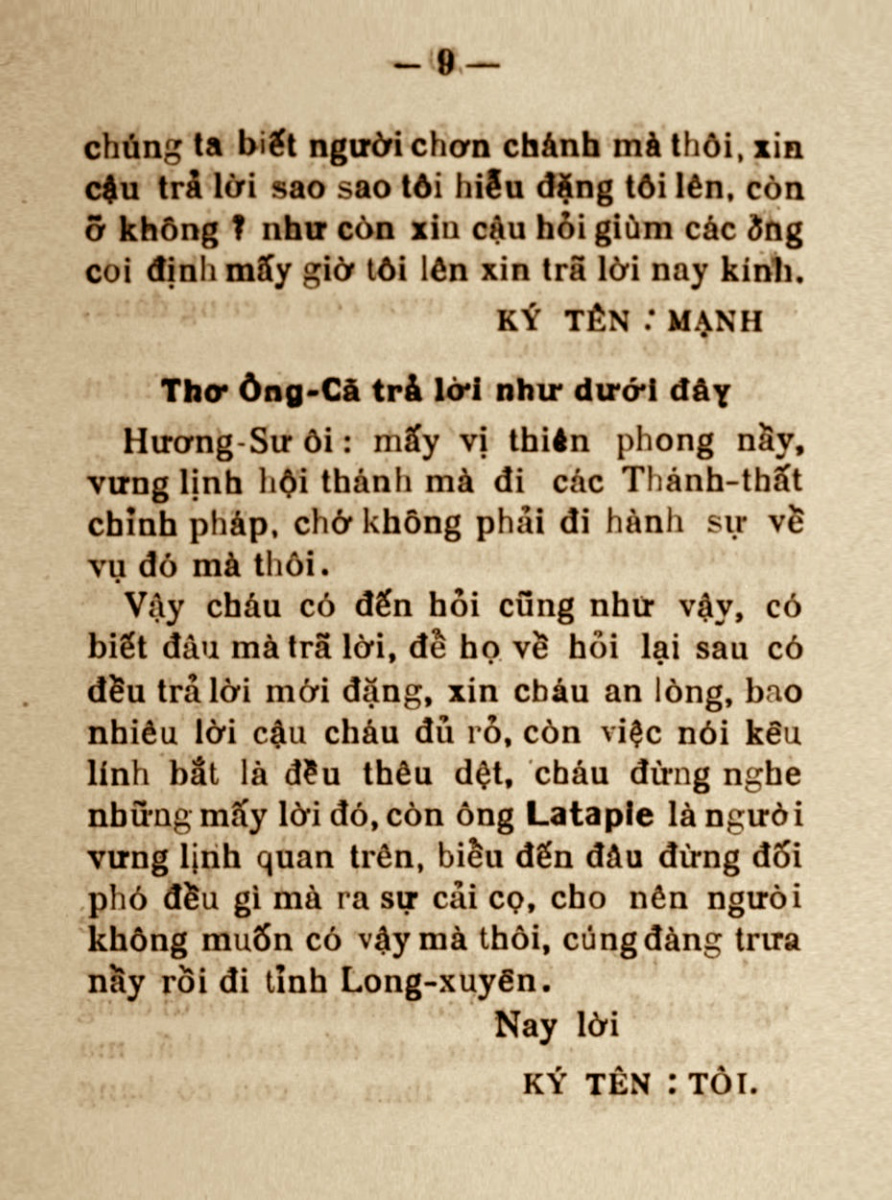 — 9 —
chúng ta biết người chơn chánh mà thôi, xin
cậu trả lời sao sao tôi hiễu đặng tôi lên, còn
ỡ không ? như còn xin cậu hỏi giùm các ông
coi định mấy giờ tôi lên xin trã lời nay kính.
KÝ TÊN : MẠNH
Thơ Ông-Cã trả lời như dưới đây
Hương-Sư ôi : mấy vị thiên phong nầy,
vưng lịnh hội thánh mà đi các Thánh-thất
chỉnh pháp, chớ không phải đi hành sự về
vụ đó mà thôi.
Vậy cháu có đến hỏi cũng như vậy, có
biết đâu mà trã lời, để họ về hỏi lại sau có
đều trả lời mới đặng, xin cháu an lòng, bao
nhiêu lời cậu cháu đủ rỏ, còn việc nói kêu
lính bắt là đều thêu dệt, cháu đừng nghe
những mấy lời đó, còn ông Latapie là người
vưng lịnh quan trên, biểu đến đâu đừng đối
phó đều gì mà ra sự cải cọ, cho nên ngưòi
không muốn có vậy mà thôi, cúng đàng trưa
nầy rồi đi tỉnh Long-xuyên.
Nay lời
KÝ TÊN : TÔI.